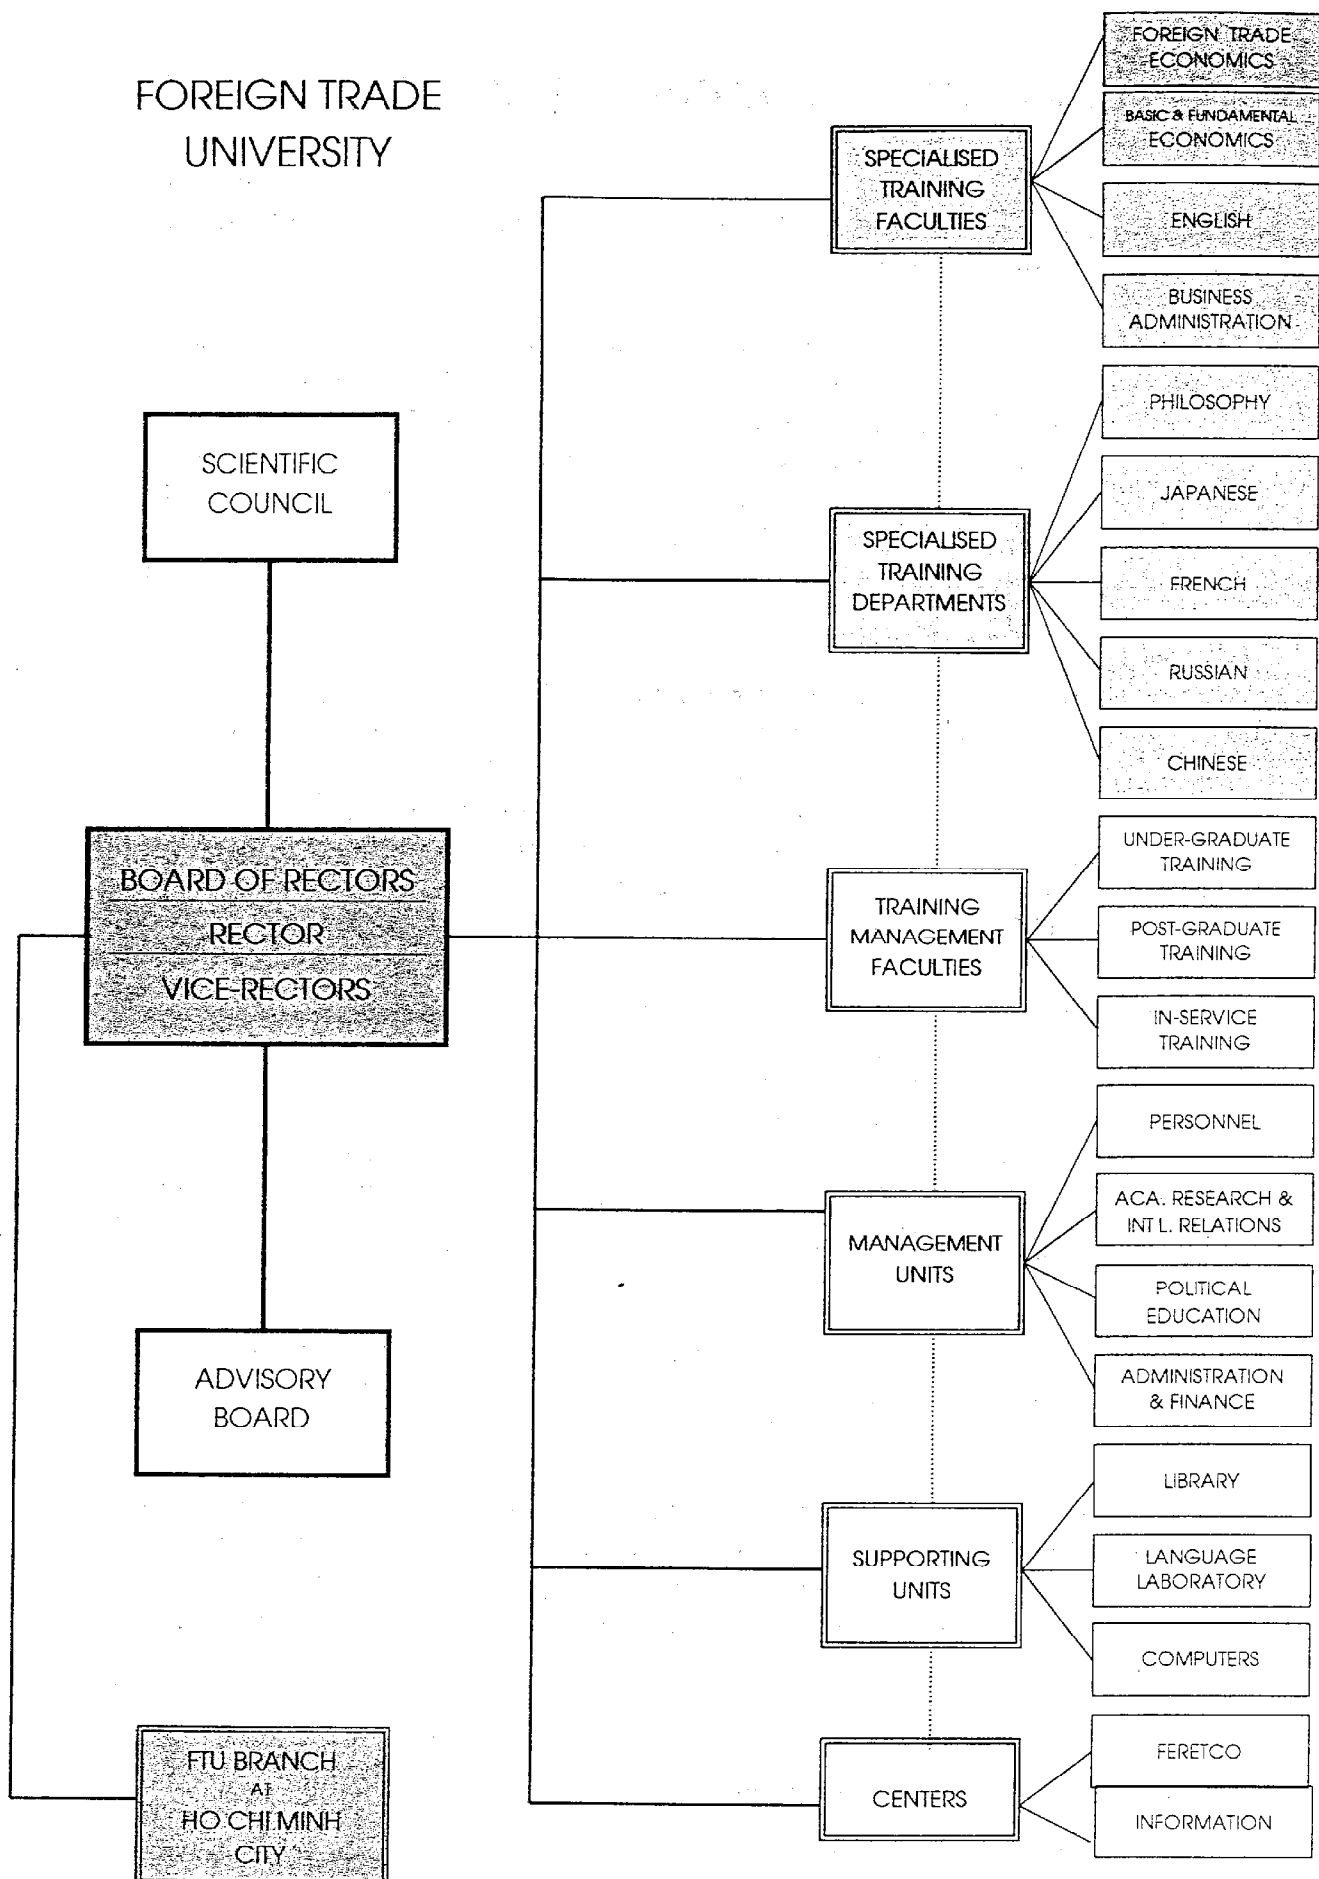 FOREIGN TRADE
UNIVERSITY
SCIENTIFIC
COUNCIL
BOARD OF RECTORS
RECTOR
VICE-RECTORS
ADVISORY
BOARD
FTU BRANCH
AT
HO CHI MINH
CITY
SPECIALISED
TRAINING
FACULTIES
FOREIGN TRADE
ECONOMICS
BASIC & FUNDAMENTAL
ECONOMICS
ENGLISH
BUSINESS
ADMINISTRATION
SPECIALISED
TRAINING
DEPARTMENTS
PHILOSOPHY
JAPANESE
FRENCH
RUSSIAN
CHINESE
TRAINING
MANAGEMENT
FACULTIES
UNDER-GRADUATE
TRAINING
POST-GRADUATE
TRAINING
IN-SERVICE
TRAINING
MANAGEMENT
UNITS
PERSONNEL
ACA. RESEARCH &
INT L. RELATIONS
POLITICAL
EDUCATION
ADMINISTRATION
& FINANCE
SUPPORTING
UNITS
LIBRARY
LANGUAGE
LABORATORY
COMPUTERS
CENTERS
FERETCO
INFORMATION